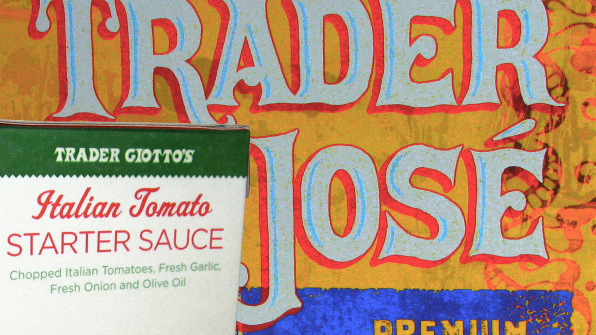 TRADER
JOSÉ
PREMIUM
TRADER GIOTTO'S
Italian Tomato
STARTER SAUCE
Chopped Italian Tomatoes, Fresh Garlic,
Fresh Onion and Olive Oil